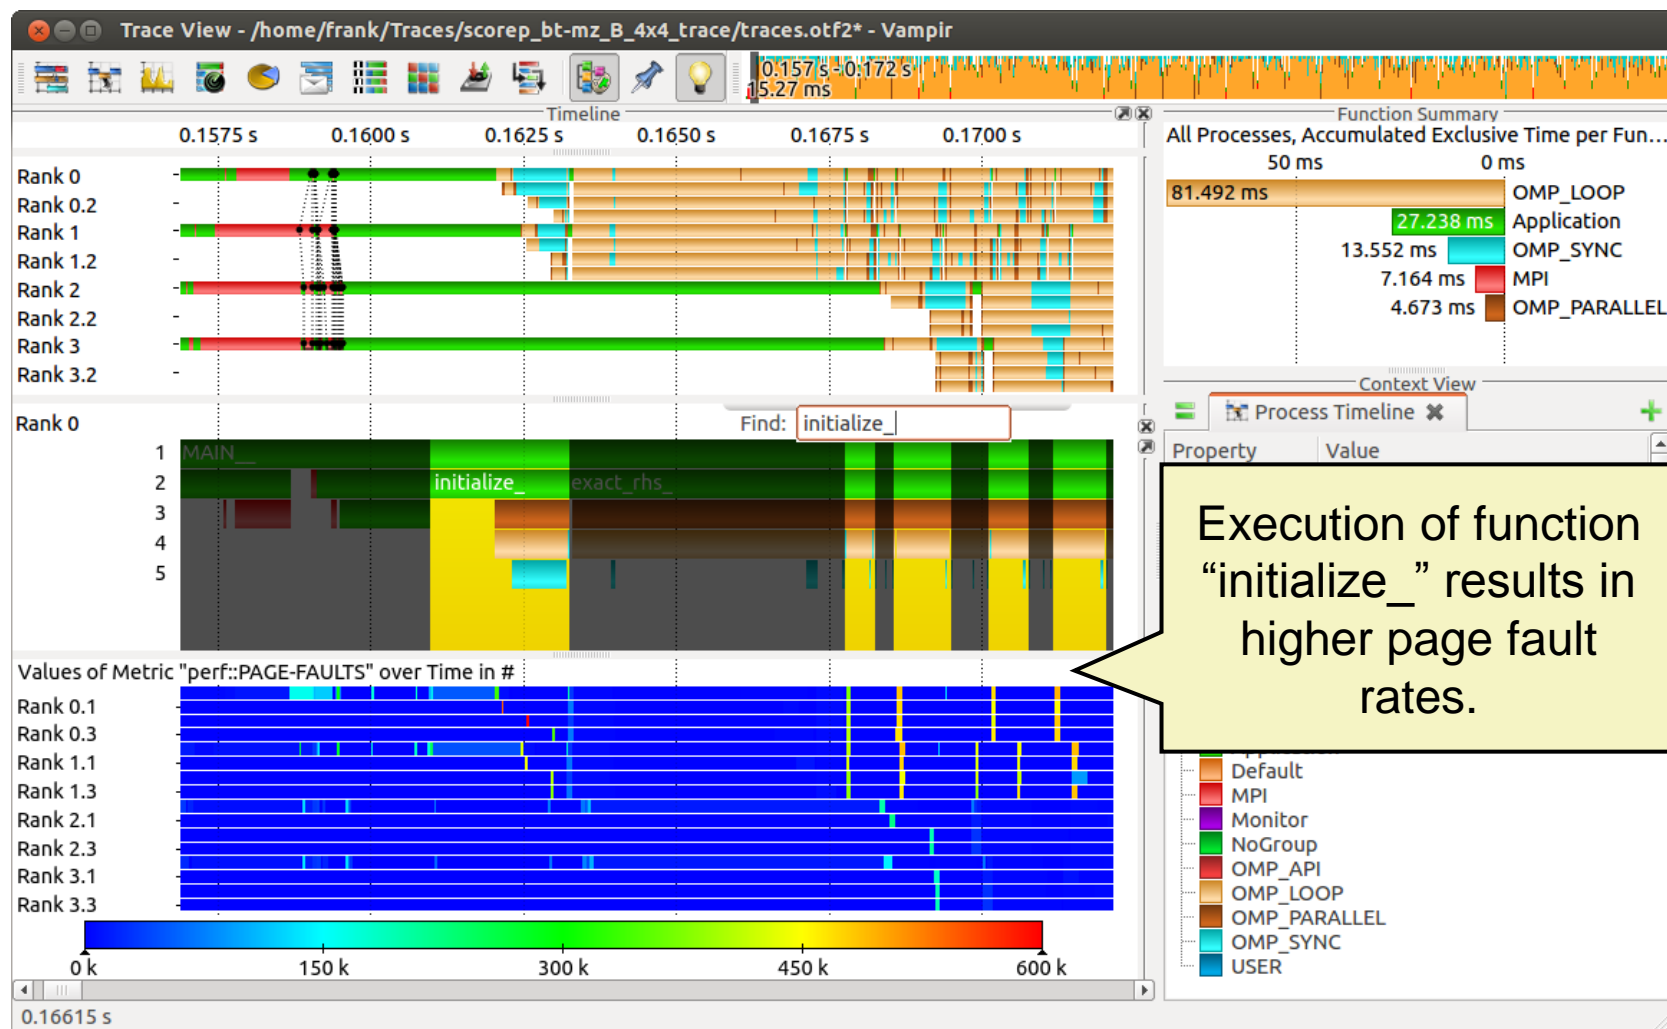 Trace View - /home/frank/Traces/scorep_bt-mz_B_4x4_trace/traces.otf2* - Vampir
0.157 s - 0.172 s
15.27 ms
Timeline
0.1575 s 0.1600 s 0.1625 s 0.1650 s 0.1675 s 0.1700 s
Rank 0
Rank 0.2
Rank 1
Rank 1.2
Rank 2
Rank 2.2
Rank 3
Rank 3.2
Function Summary
All Processes, Accumulated Exclusive Time per Fun...
50 ms 0 ms
81.492 ms OMP_LOOP
27.238 ms Application
13.552 ms OMP_SYNC
7.164 ms MPI
4.673 ms OMP_PARALLEL
Rank 0
Find: initialize_
1 MAIN__
2 initialize_ exact_rhs_
3
4
5
Context View
Process Timeline
Property Value
Execution of function
“initialize_” results in
higher page fault
rates.
Values of Metric "perf::PAGE-FAULTS" over Time in #
Rank 0.1
Rank 0.3
Rank 1.1
Rank 1.3
Rank 2.1
Rank 2.3
Rank 3.1
Rank 3.3
0 k 150 k 300 k 450 k 600 k
Application
Default
MPI
Monitor
NoGroup
OMP_API
OMP_LOOP
OMP_PARALLEL
OMP_SYNC
USER
0.16615 s